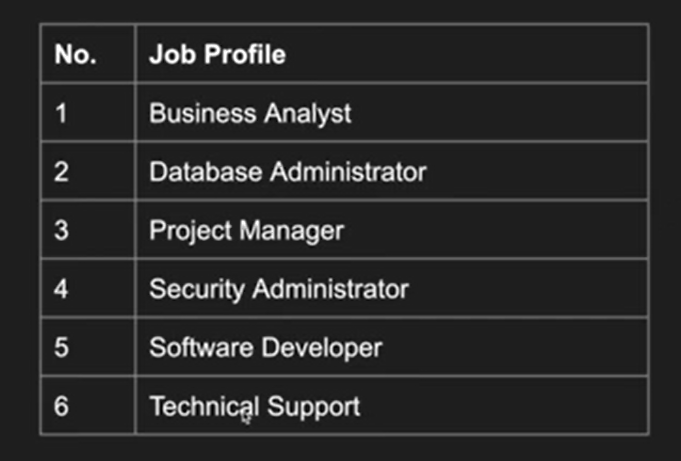 No. Job Profile
1 Business Analyst
2 Database Administrator
3 Project Manager
4 Security Administrator
5 Software Developer
6 Technical Support